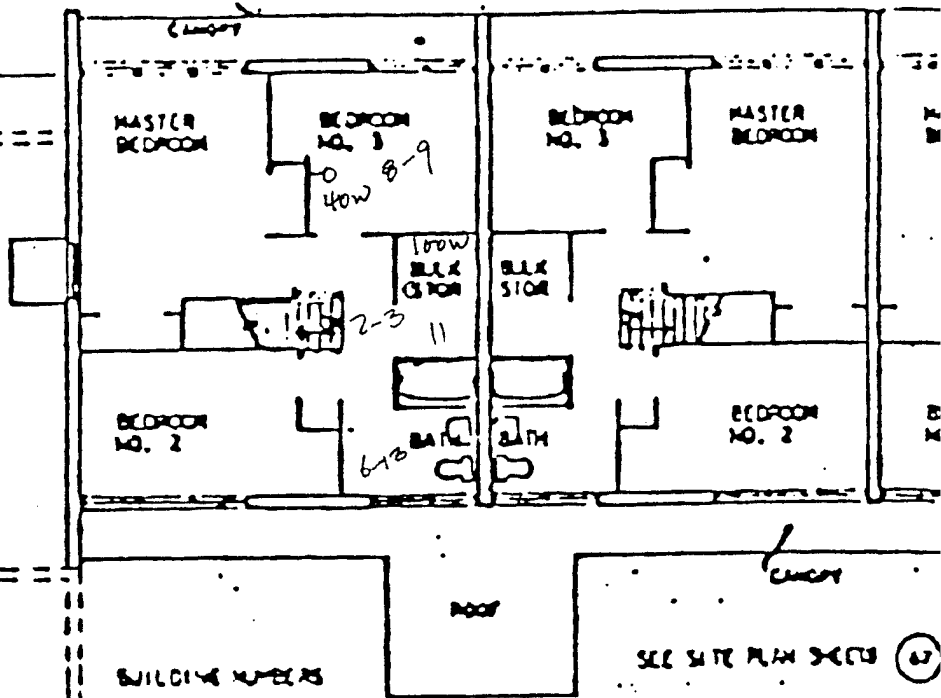 CANOPY
MASTER
BEDROOM
BEDROOM
NO. 3
BEDROOM
NO. 3
MASTER
BEDROOM
8-9
40W
100W
BULK
STOR
BULK
STOR
2-3
11
BEDROOM
NO. 2
BATH
BATH
BEDROOM
NO. 2
6-13
CANOPY
ROOF
BUILDING NUMBERS
SEE SITE PLAN SHEETS